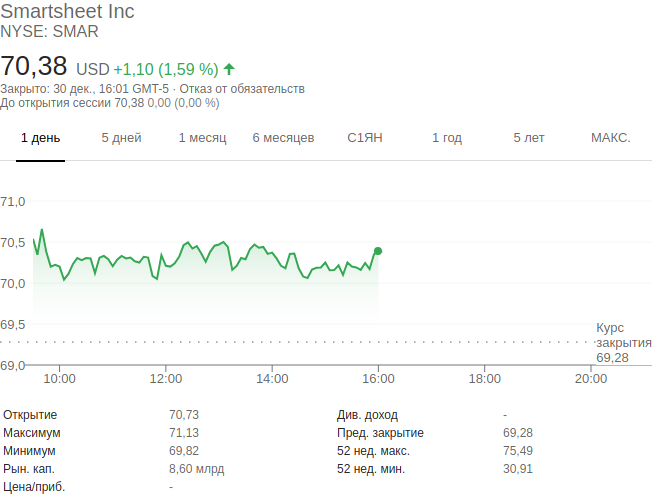 Smartsheet Inc
NYSE: SMAR
70,38 USD +1,10 (1,59 %)
Закрыто: 30 дек., 16:01 GMT-5 · Отказ от обязательств
До открытия сессии 70,38 0,00 (0,00 %)
1 день 5 дней 1 месяц 6 месяцев С1ЯН 1 год 5 лет МАКС.
71,0
70,5
70,0
69,5
Курс закрытия 69,28
69,0
10:00 12:00 14:00 16:00 18:00 20:00
Открытие 70,73 Див. доход -
Максимум 71,13 Пред. закрытие 69,28
Минимум 69,82 52 нед. макс. 75,49
Рын. кап. 8,60 млрд 52 нед. мин. 30,91
Цена/приб. -